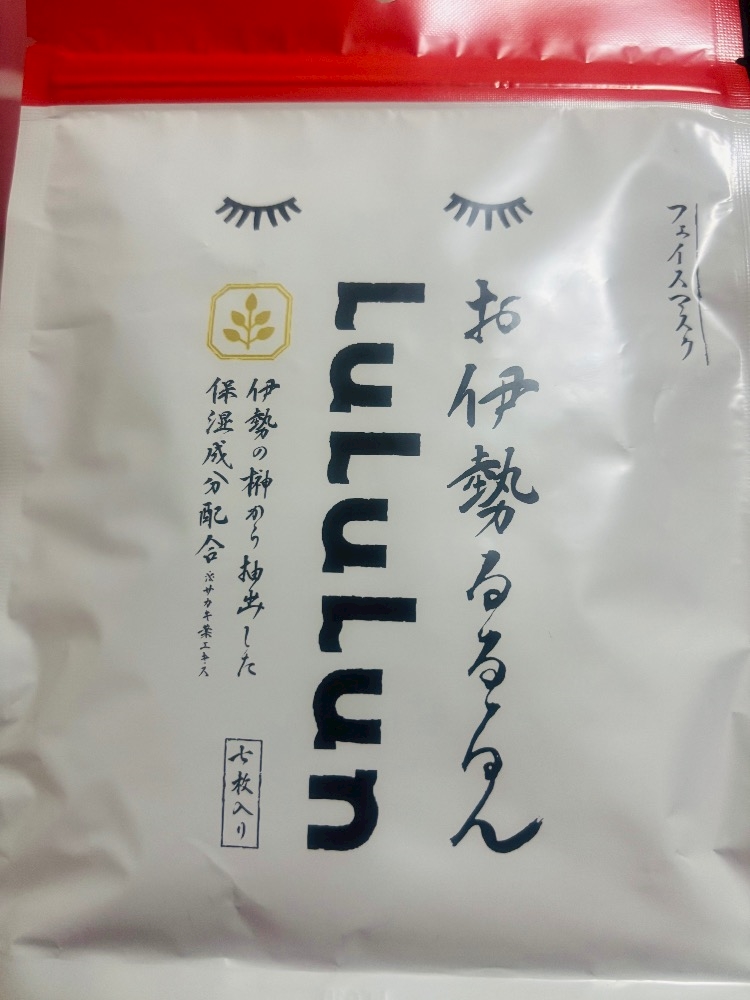 フェイスマスク
お伊勢るるるん
LuLuLun
伊勢の榊から抽出した
保湿成分配合※サカキ葉エキス
七枚入り